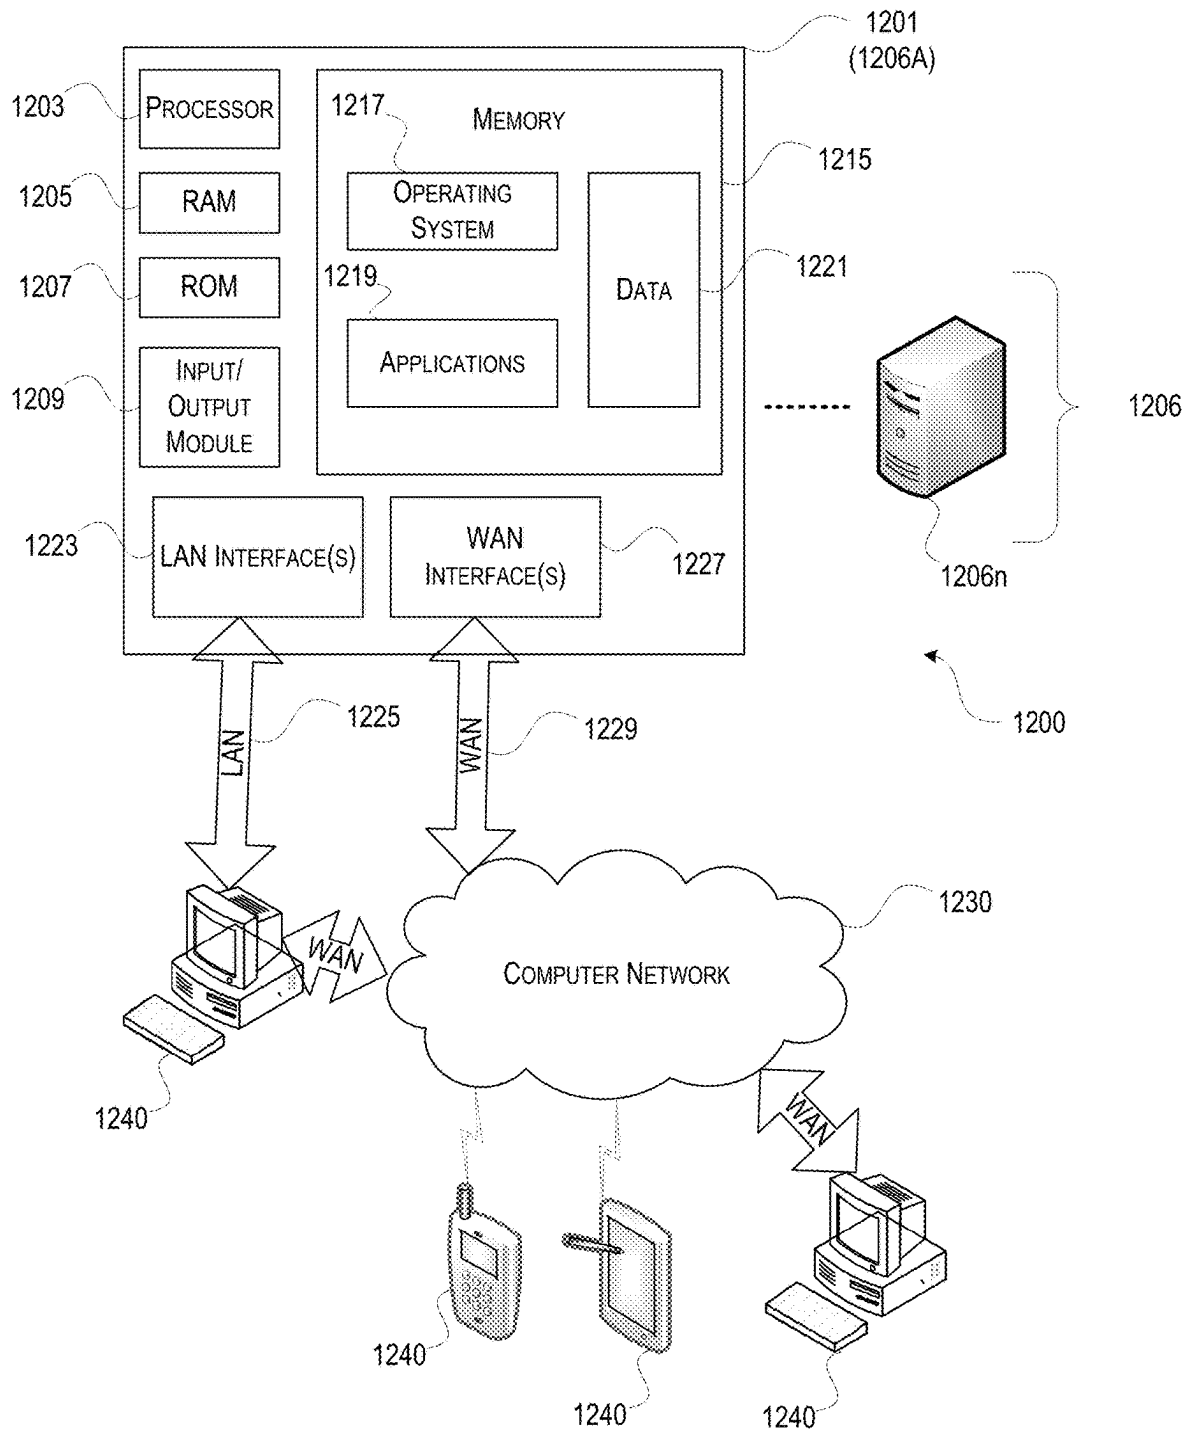 1201
(1206A)
1203
PROCESSOR
1217
MEMORY
1215
1205
RAM
OPERATING
SYSTEM
1207
ROM
1219
DATA
1221
APPLICATIONS
1209
INPUT/
OUTPUT
MODULE
1206
1206n
1223
LAN INTERFACE(S)
WAN
INTERFACE(S)
1227
1225
LAN
WAN
1229
1200
1230
WAN
COMPUTER NETWORK
1240
WAN
1240
1240
1240